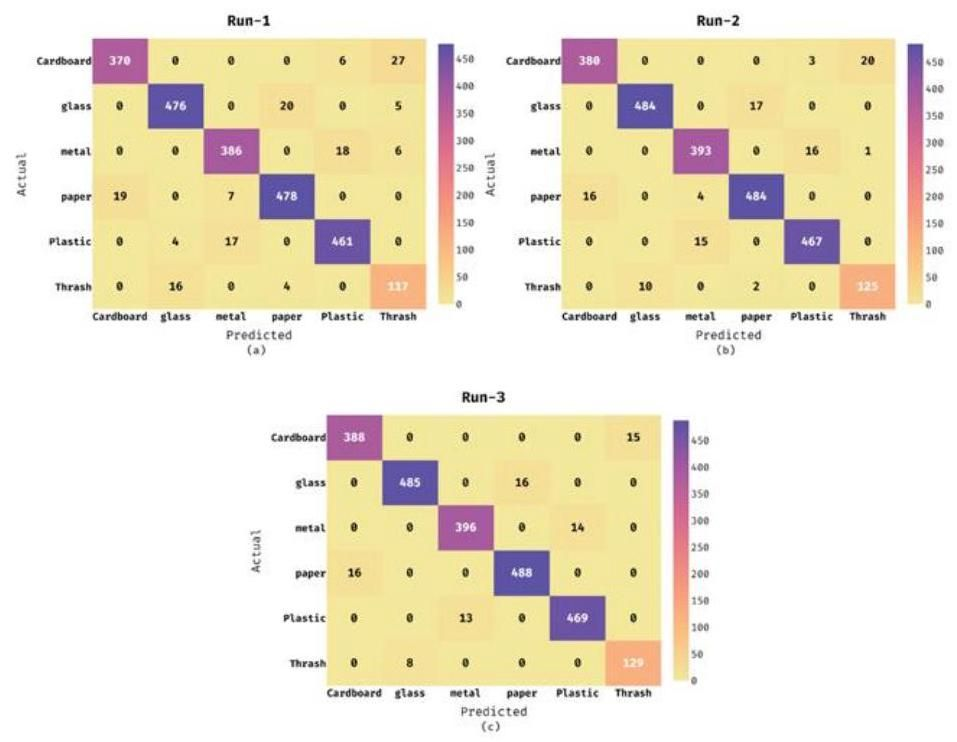 Run-1
Cardboard 370 0 0 0 6 27
glass 0 476 0 20 0 5
metal 0 0 386 0 18 6
paper 19 0 7 478 0 0
Plastic 0 4 17 0 461 0
Thrash 0 16 0 4 0 117
Cardboard glass metal paper Plastic Thrash
Actual
Predicted
(a)
450
400
350
300
250
200
150
100
50
0
Run-2
Cardboard 380 0 0 0 3 20
glass 0 484 0 17 0 0
metal 0 0 393 0 16 1
paper 16 0 4 484 0 0
Plastic 0 0 15 0 467 0
Thrash 0 10 0 2 0 125
Cardboard glass metal paper Plastic Thrash
Actual
Predicted
(b)
450
400
350
300
250
200
150
100
50
0
Run-3
Cardboard 388 0 0 0 0 15
glass 0 485 0 16 0 0
metal 0 0 396 0 14 0
paper 16 0 0 488 0 0
Plastic 0 0 13 0 469 0
Thrash 0 8 0 0 0 129
Cardboard glass metal paper Plastic Thrash
Actual
Predicted
(c)
450
400
350
300
250
200
150
100
50
0